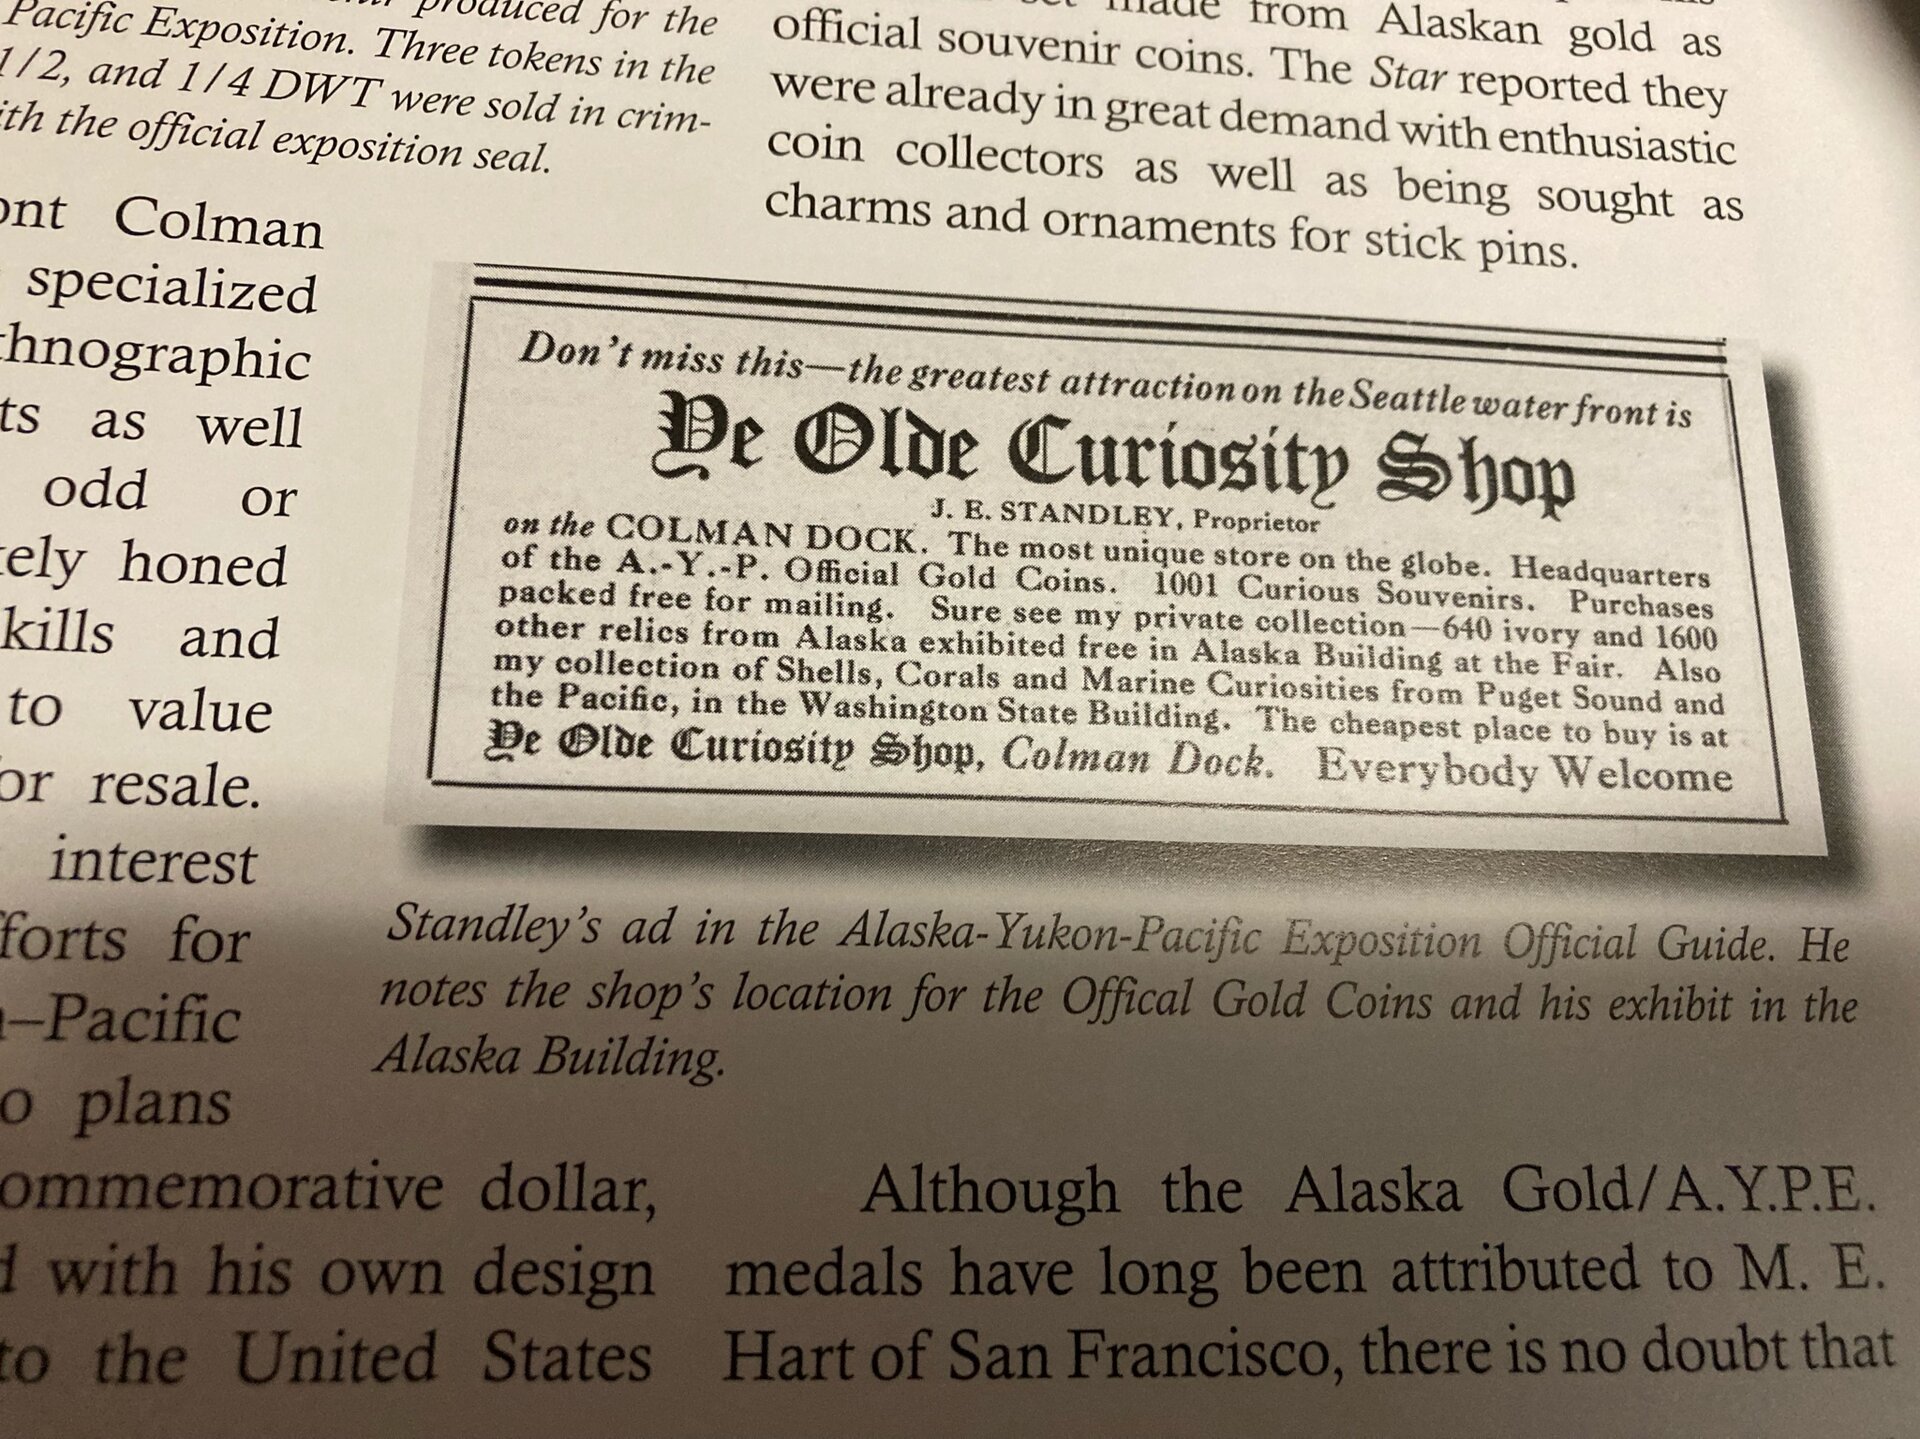 produced for the
Pacific Exposition. Three tokens in the
1/2, and 1/4 DWT were sold in crim-
ith the official exposition seal.
ont Colman
specialized
thnographic
ts as well
odd or
ely honed
kills and
to value
or resale.
interest
fforts for
–Pacific
o plans
ommemorative dollar,
d with his own design
to the United States
made from Alaskan gold as
official souvenir coins. The Star reported they
were already in great demand with enthusiastic
coin collectors as well as being sought as
charms and ornaments for stick pins.
Don't miss this—the greatest attraction on the Seattle water front is
Ye Olde Curiosity Shop
J. E. STANDLEY, Proprietor
on the COLMAN DOCK. The most unique store on the globe. Headquarters
of the A.-Y.-P. Official Gold Coins. 1001 Curious Souvenirs. Purchases
packed free for mailing. Sure see my private collection—640 ivory and 1600
other relics from Alaska exhibited free in Alaska Building at the Fair. Also
my collection of Shells, Corals and Marine Curiosities from Puget Sound and
the Pacific, in the Washington State Building. The cheapest place to buy is at
Ye Olde Curiosity Shop, Colman Dock. Everybody Welcome
Standley's ad in the Alaska-Yukon-Pacific Exposition Official Guide. He
notes the shop's location for the Offical Gold Coins and his exhibit in the
Alaska Building.
Although the Alaska Gold/A.Y.P.E.
medals have long been attributed to M. E.
Hart of San Francisco, there is no doubt that